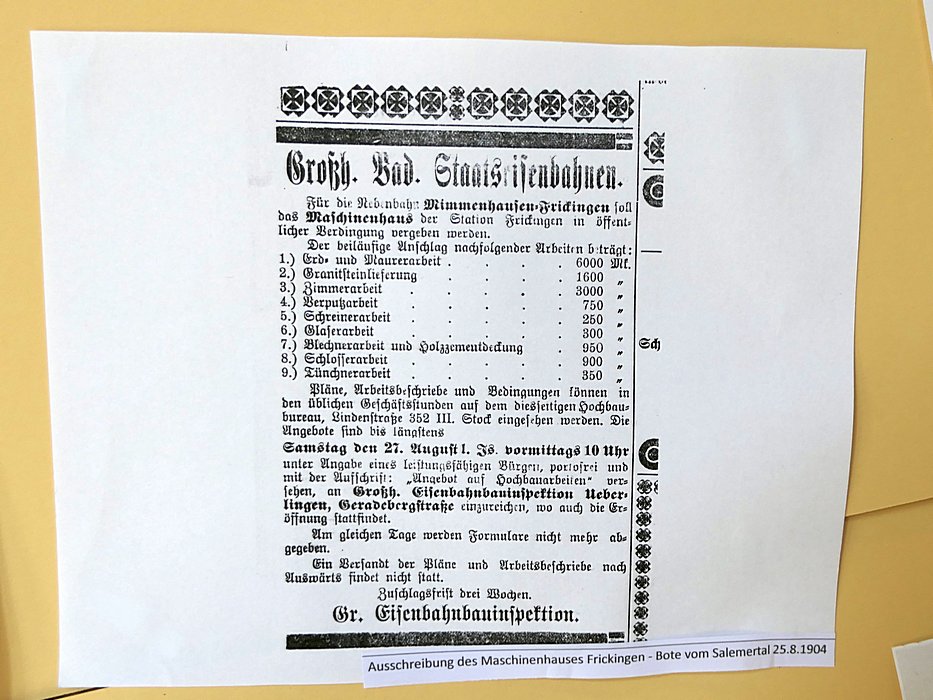 Großh. Bad. Staatseisenbahnen.
Für die Nebenbahn Mimmenhausen-Frickingen soll
das Maschinenhaus der Station Frickingen in öffent-
licher Verdingung vergeben werden.
Der beiläufige Anschlag nachfolgender Arbeiten beträgt:
1.) Erd- und Maurerarbeit . . . . 6000 Mk.
2.) Granitsteinlieferung . . . . 1600 "
3.) Zimmerarbeit . . . . . 3000 "
4.) Verputzarbeit . . . . . 750 "
5.) Schreinerarbeit . . . . . 250 "
6.) Glaserarbeit . . . . . 300 "
7.) Blechnerarbeit und Holzzementdeckung . 950 "
8.) Schlosserarbeit . . . . . 900 "
9.) Tünchnerarbeit . . . . . 350 "
Pläne, Arbeitsbeschriebe und Bedingungen können in
den üblichen Geschäftsstunden auf dem diesseitigen Hochbau-
bureau, Lindenstraße 352 III. Stock eingesehen werden. Die
Angebote sind bis längstens
Samstag den 27. August l. Js. vormittags 10 Uhr
unter Angabe eines leistungsfähigen Bürgen, portofrei und
mit der Aufschrift: „Angebot auf Hochbauarbeiten" ver-
sehen, an Großh. Eisenbahnbauinspektion Ueber-
lingen, Geradebergstraße einzureichen, wo auch die Er-
öffnung stattfindet.
Am gleichen Tage werden Formulare nicht mehr ab-
gegeben.
Ein Versandt der Pläne und Arbeitsbeschriebe nach
Auswärts findet nicht statt.
Zuschlagsfrist drei Wochen.
Gr. Eisenbahnbauinspektion.
Sch
Ausschreibung des Maschinenhauses Frickingen - Bote vom Salemertal 25.8.1904